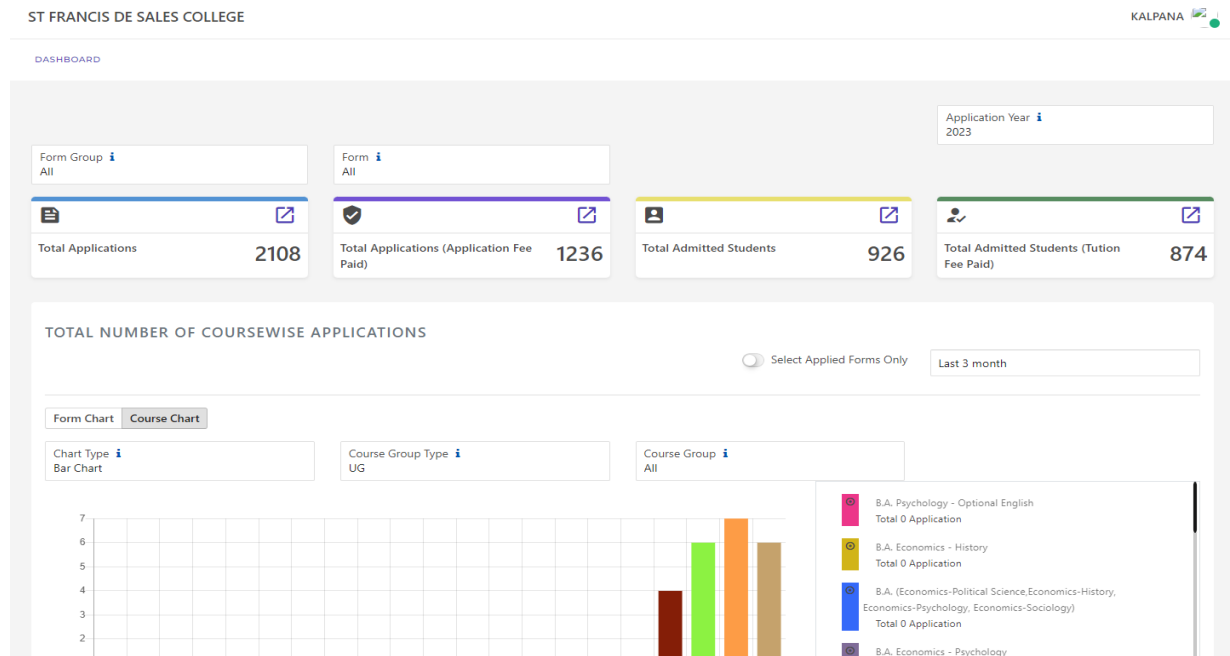 ST FRANCIS DE SALES COLLEGE
KALPANA
DASHBOARD
Application Year
2023
Form Group
All
Form
All
Total Applications
2108
Total Applications (Application Fee
Paid)
1236
Total Admitted Students
926
Total Admitted Students (Tution
Fee Paid)
874
TOTAL NUMBER OF COURSEWISE APPLICATIONS
Select Applied Forms Only
Last 3 month
Form Chart
Course Chart
Chart Type
Bar Chart
Course Group Type
UG
Course Group
All
7
6
5
4
3
2
B.A. Psychology - Optional English
Total 0 Application
B.A. Economics - History
Total 0 Application
B.A. (Economics-Political Science,Economics-History,
Economics-Psychology, Economics-Sociology)
Total 0 Application
B.A. Economics - Psychology